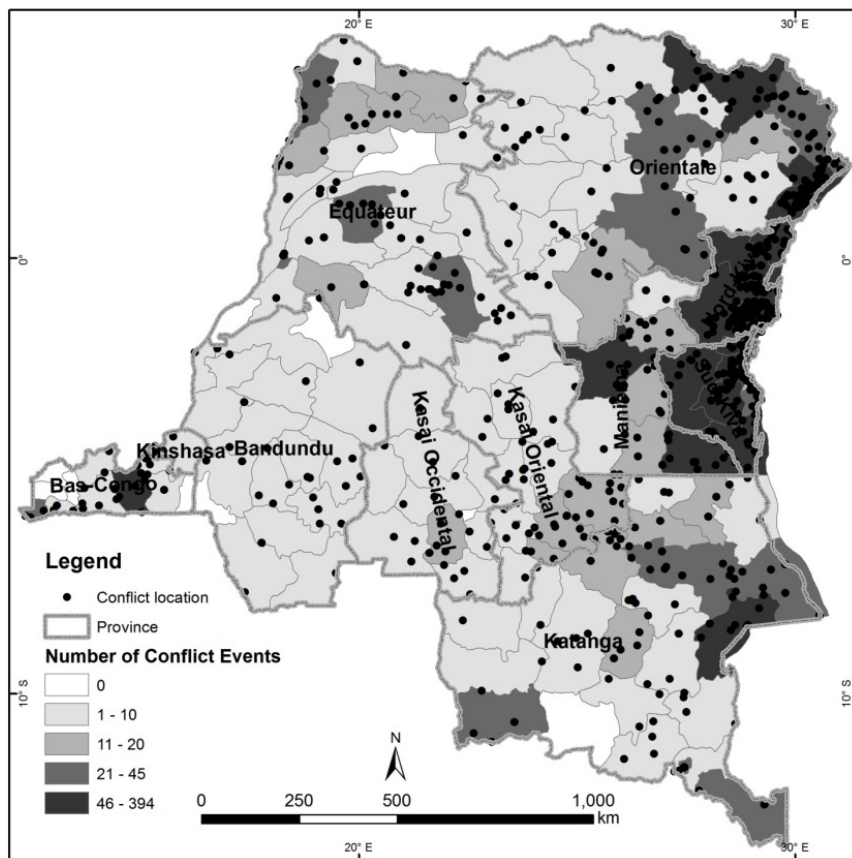 20° E
30° E
Orientale
Equateur
0°
0°
Nord Kivu
Sud Kivu
Maniema
Kasai Occidental
Kasai Oriental
Kinshasa
Bandundu
Bas-Congo
Katanga
Legend
Conflict location
Province
Number of Conflict Events
0
1 - 10
11 - 20
21 - 45
46 - 394
10° S
10° S
N
0
250
500
1,000
km
20° E
30° E